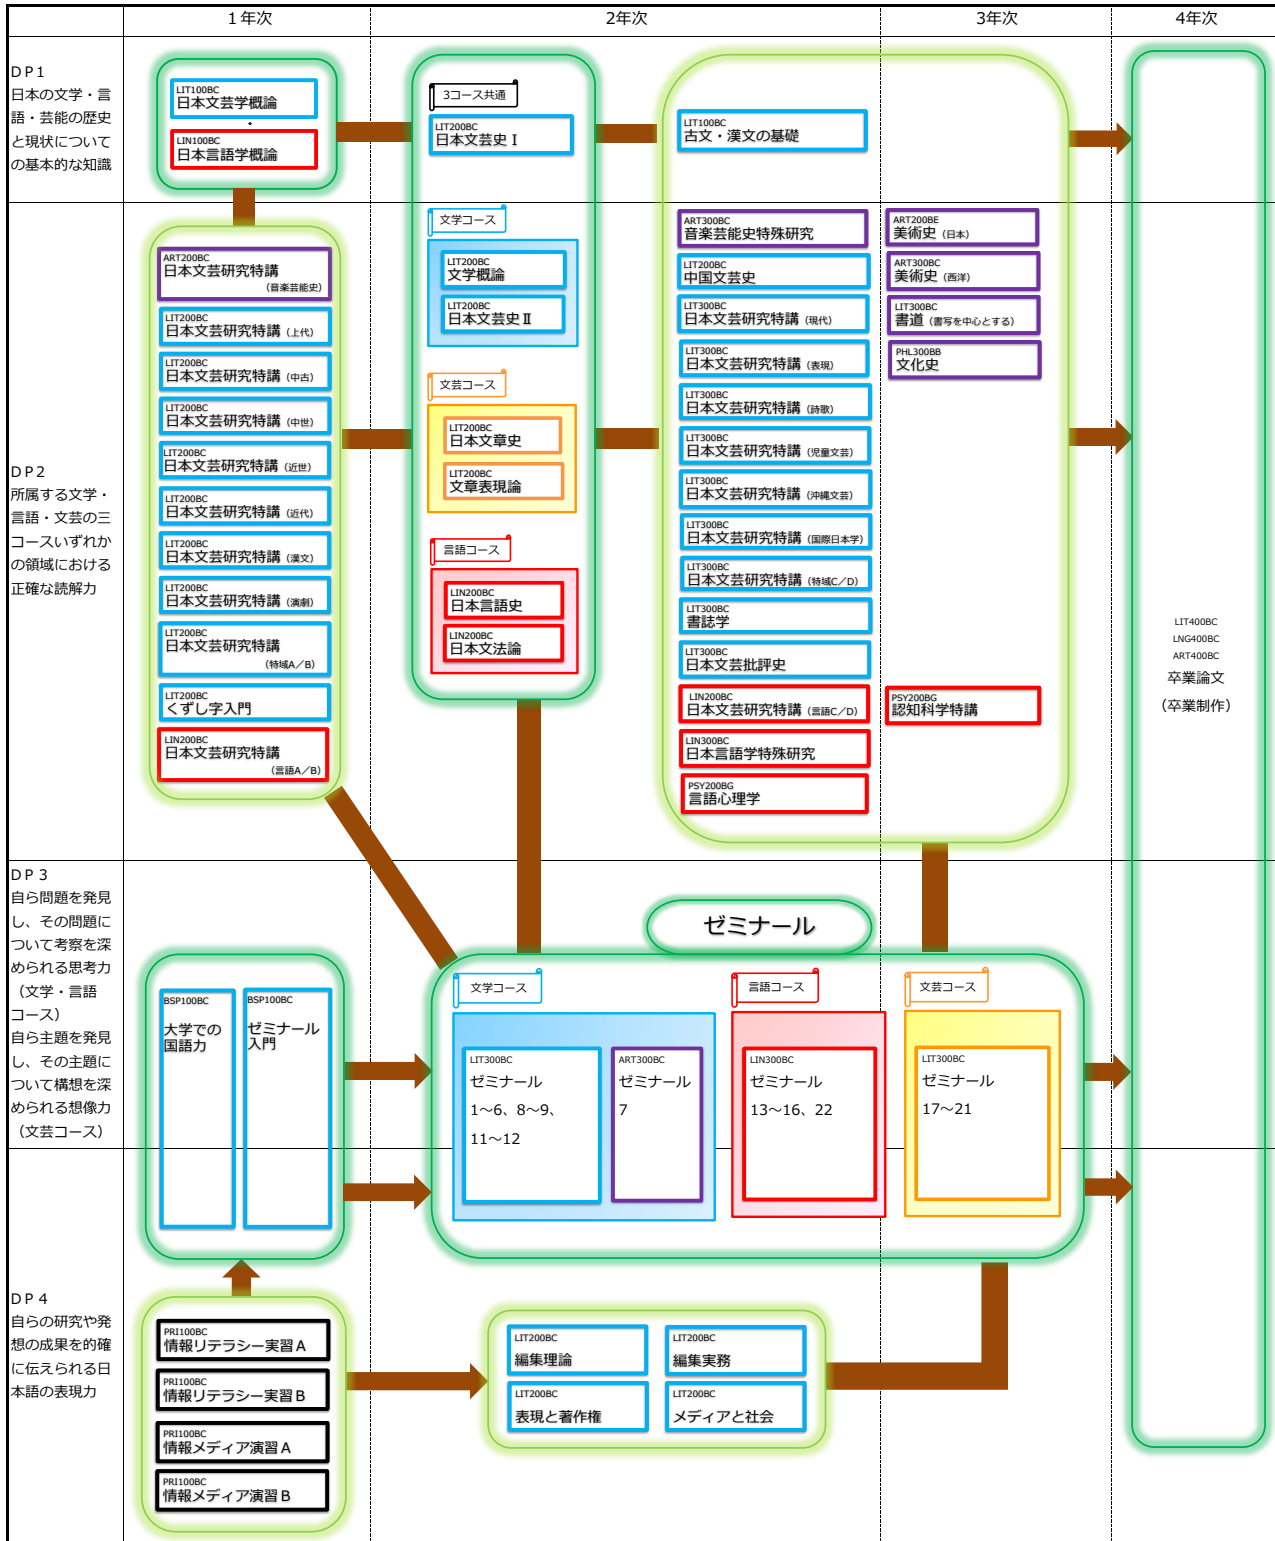 １年次
2年次
3年次
4年次
ＤＰ１
日本の文学・言
語・芸能の歴史
と現状について
の基本的な知識
LIT100BC
日本文芸学概論
・
LIN100BC
日本言語学概論
3コース共通
LIT200BC
日本文芸史Ⅰ
LIT100BC
古文・漢文の基礎
ＤＰ２
所属する文学・
言語・文芸の三
コースいずれか
の領域における
正確な読解力
ART200BC
日本文芸研究特講
（音楽芸能史）
LIT200BC
日本文芸研究特講（上代）
LIT200BC
日本文芸研究特講（中古）
LIT200BC
日本文芸研究特講（中世）
LIT200BC
日本文芸研究特講（近世）
LIT200BC
日本文芸研究特講（近代）
LIT200BC
日本文芸研究特講（漢文）
LIT200BC
日本文芸研究特講（演劇）
LIT200BC
日本文芸研究特講
（特域A／B）
LIT200BC
くずし字入門
LIN200BC
日本文芸研究特講
（言語A／B）
文学コース
LIT200BC
文学概論
LIT200BC
日本文芸史Ⅱ
文芸コース
LIT200BC
日本文章史
LIT200BC
文章表現論
言語コース
LIN200BC
日本言語史
LIN200BC
日本文法論
ART300BC
音楽芸能史特殊研究
LIT200BC
中国文芸史
LIT300BC
日本文芸研究特講（現代）
LIT300BC
日本文芸研究特講（表現）
LIT300BC
日本文芸研究特講（詩歌）
LIT300BC
日本文芸研究特講（児童文芸）
LIT300BC
日本文芸研究特講（沖縄文芸）
LIT300BC
日本文芸研究特講（国際日本学）
LIT300BC
日本文芸研究特講（特域C／D）
LIT300BC
書誌学
LIT300BC
日本文芸批評史
LIN200BC
日本文芸研究特講（言語C／D）
LIN300BC
日本言語学特殊研究
PSY200BG
言語心理学
ART200BE
美術史（日本）
ART300BC
美術史（西洋）
LIT300BC
書道（書写を中心とする）
PHL300BB
文化史
PSY200BG
認知科学特講
LIT400BC
LNG400BC
ART400BC
卒業論文
（卒業制作）
ＤＰ３
自ら問題を発見
し、その問題に
ついて考察を深
められる思考力
（文学・言語
コース）
自ら主題を発見
し、その主題に
ついて構想を深
められる想像力
（文芸コース）
BSP100BC
大学での
国語力
BSP100BC
ゼミナール
入門
ゼミナール
文学コース
LIT300BC
ゼミナール
1～6、8～9、
11～12
ART300BC
ゼミナール
7
言語コース
LIN300BC
ゼミナール
13～16、22
文芸コース
LIT300BC
ゼミナール
17～21
ＤＰ４
自らの研究や発
想の成果を的確
に伝えられる日
本語の表現力
PRI100BC
情報リテラシー実習Ａ
PRI100BC
情報リテラシー実習Ｂ
PRI100BC
情報メディア演習Ａ
PRI100BC
情報メディア演習Ｂ
LIT200BC
編集理論
LIT200BC
編集実務
LIT200BC
表現と著作権
LIT200BC
メディアと社会